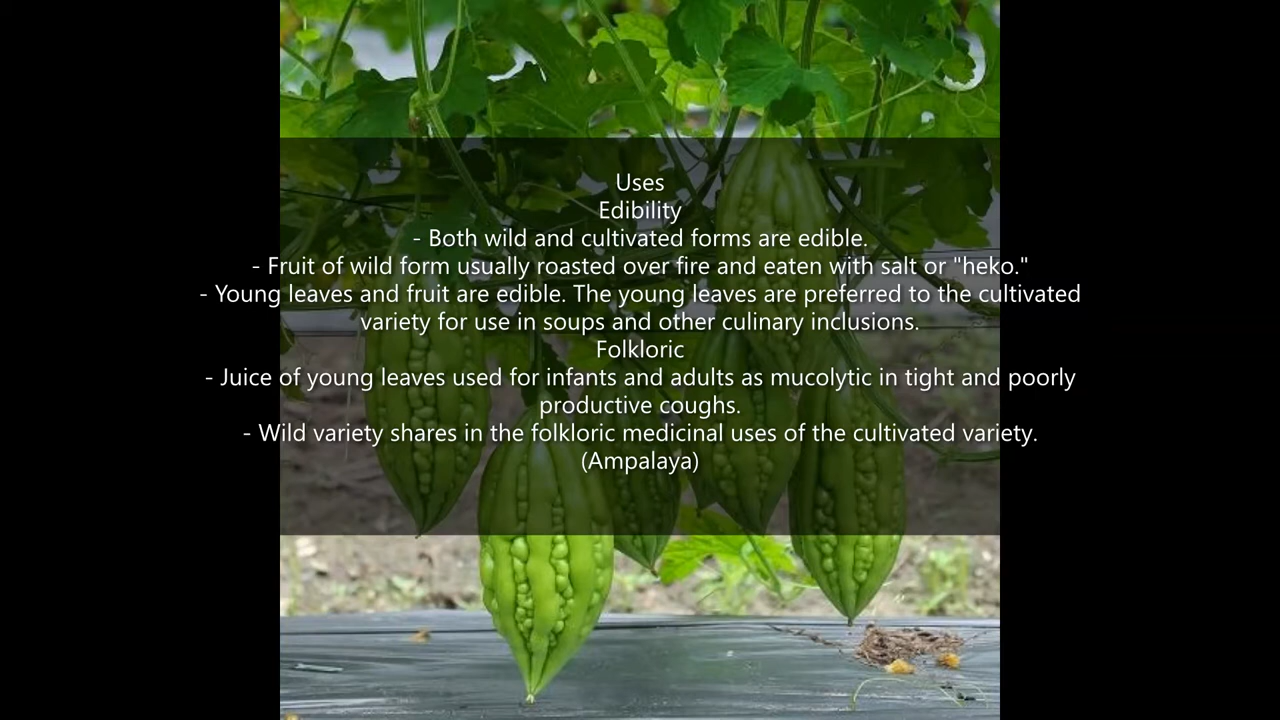 Uses
Edibility
- Both wild and cultivated forms are edible.
- Fruit of wild form usually roasted over fire and eaten with salt or "heko."
- Young leaves and fruit are edible. The young leaves are preferred to the cultivated
variety for use in soups and other culinary inclusions.
Folkloric
- Juice of young leaves used for infants and adults as mucolytic in tight and poorly
productive coughs.
- Wild variety shares in the folkloric medicinal uses of the cultivated variety.
(Ampalaya)